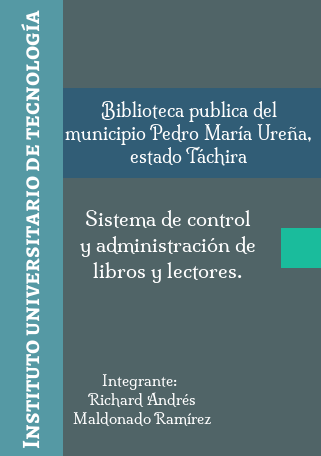 INSTITUTO UNIVERSITARIO DE TECNOLOGÍA
Biblioteca publica del
municipio Pedro María Ureña,
estado Táchira
Sistema de control
y administración de
libros y lectores.
Integrante:
Richard Andrés
Maldonado Ramírez